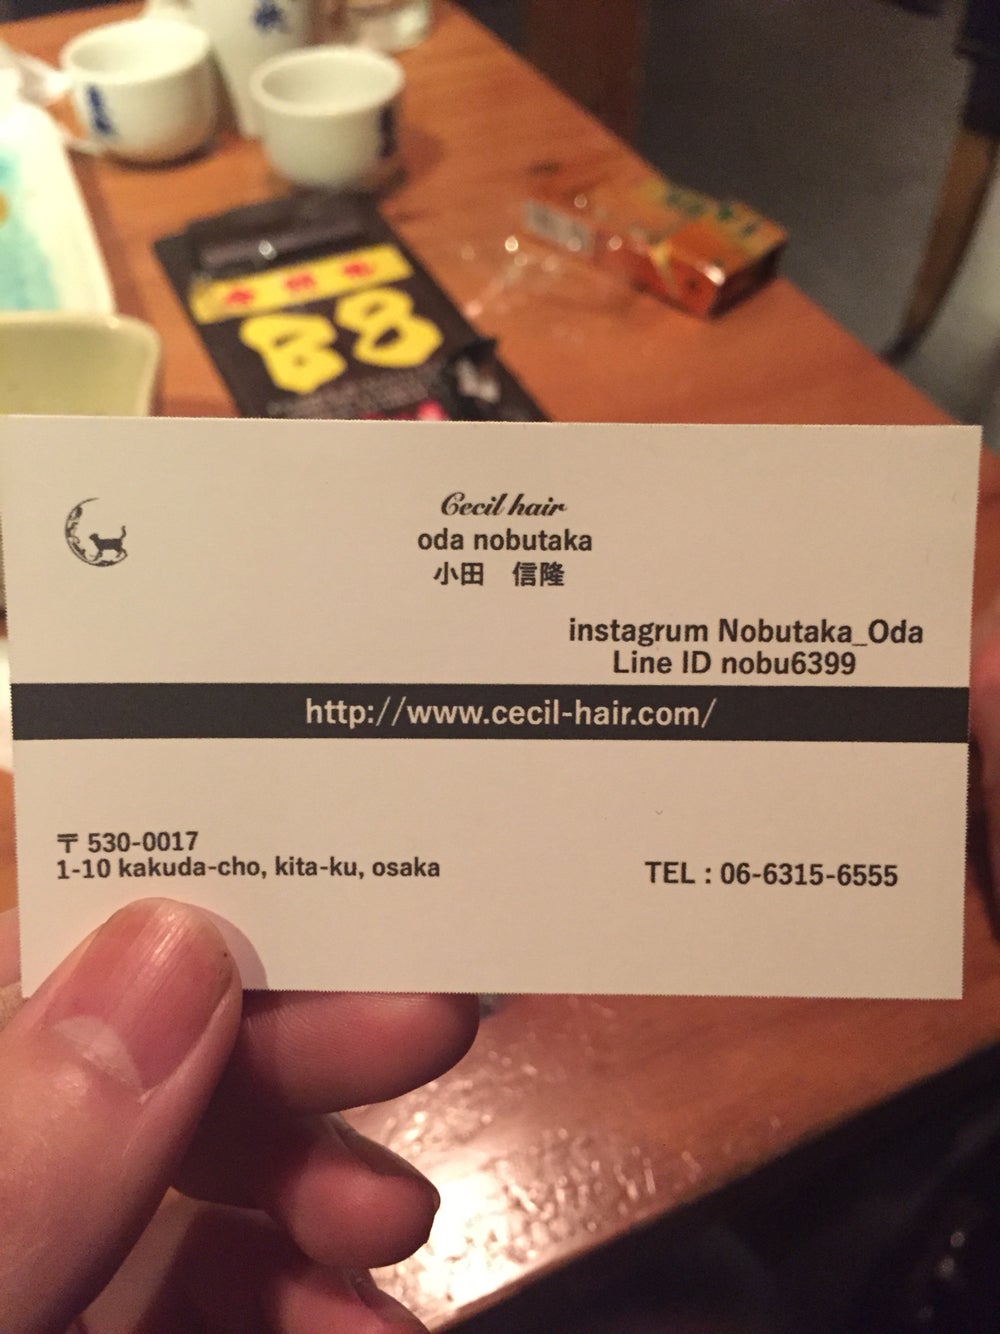 Cecil hair
oda nobutaka
小田 信隆
instagrum Nobutaka_Oda
Line ID nobu6399
http://www.cecil-hair.com/
〒 530-0017
1-10 kakuda-cho, kita-ku, osaka
TEL : 06-6315-6555